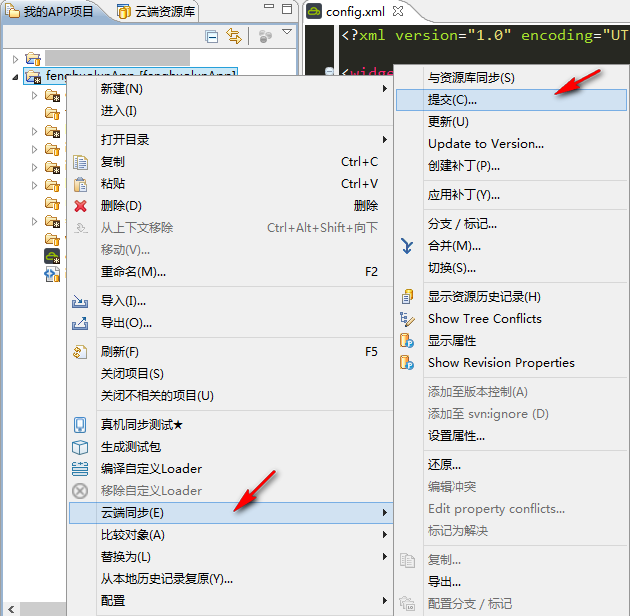 我的APP项目
云端资源库
config.xml
<?xml version="1.0" encoding="UT
<widge
新建(N)
进入(I)
打开目录
复制 Ctrl+C
粘贴 Ctrl+V
删除(D) 删除
从上下文移除 Ctrl+Alt+Shift+向下
移动(V)...
重命名(M)... F2
导入(I)...
导出(O)...
刷新(F) F5
关闭项目(S)
关闭不相关的项目(U)
真机同步测试★
生成测试包
编译自定义Loader
移除自定义Loader
云端同步(E)
比较对象(A)
替换为(L)
从本地历史记录复原(Y)...
配置
与资源库同步(S)
提交(C)...
更新(U)
Update to Version...
创建补丁(P)...
应用补丁(Y)...
分支 / 标记...
合并(M)...
切换(S)...
显示资源历史记录(H)
Show Tree Conflicts
显示属性
Show Revision Properties
添加至版本控制(A)
添加至 svn:ignore (D)
设置属性...
还原...
编辑冲突
Edit property conflicts...
标记为解决
复制...
导出...
配置分支 / 标记